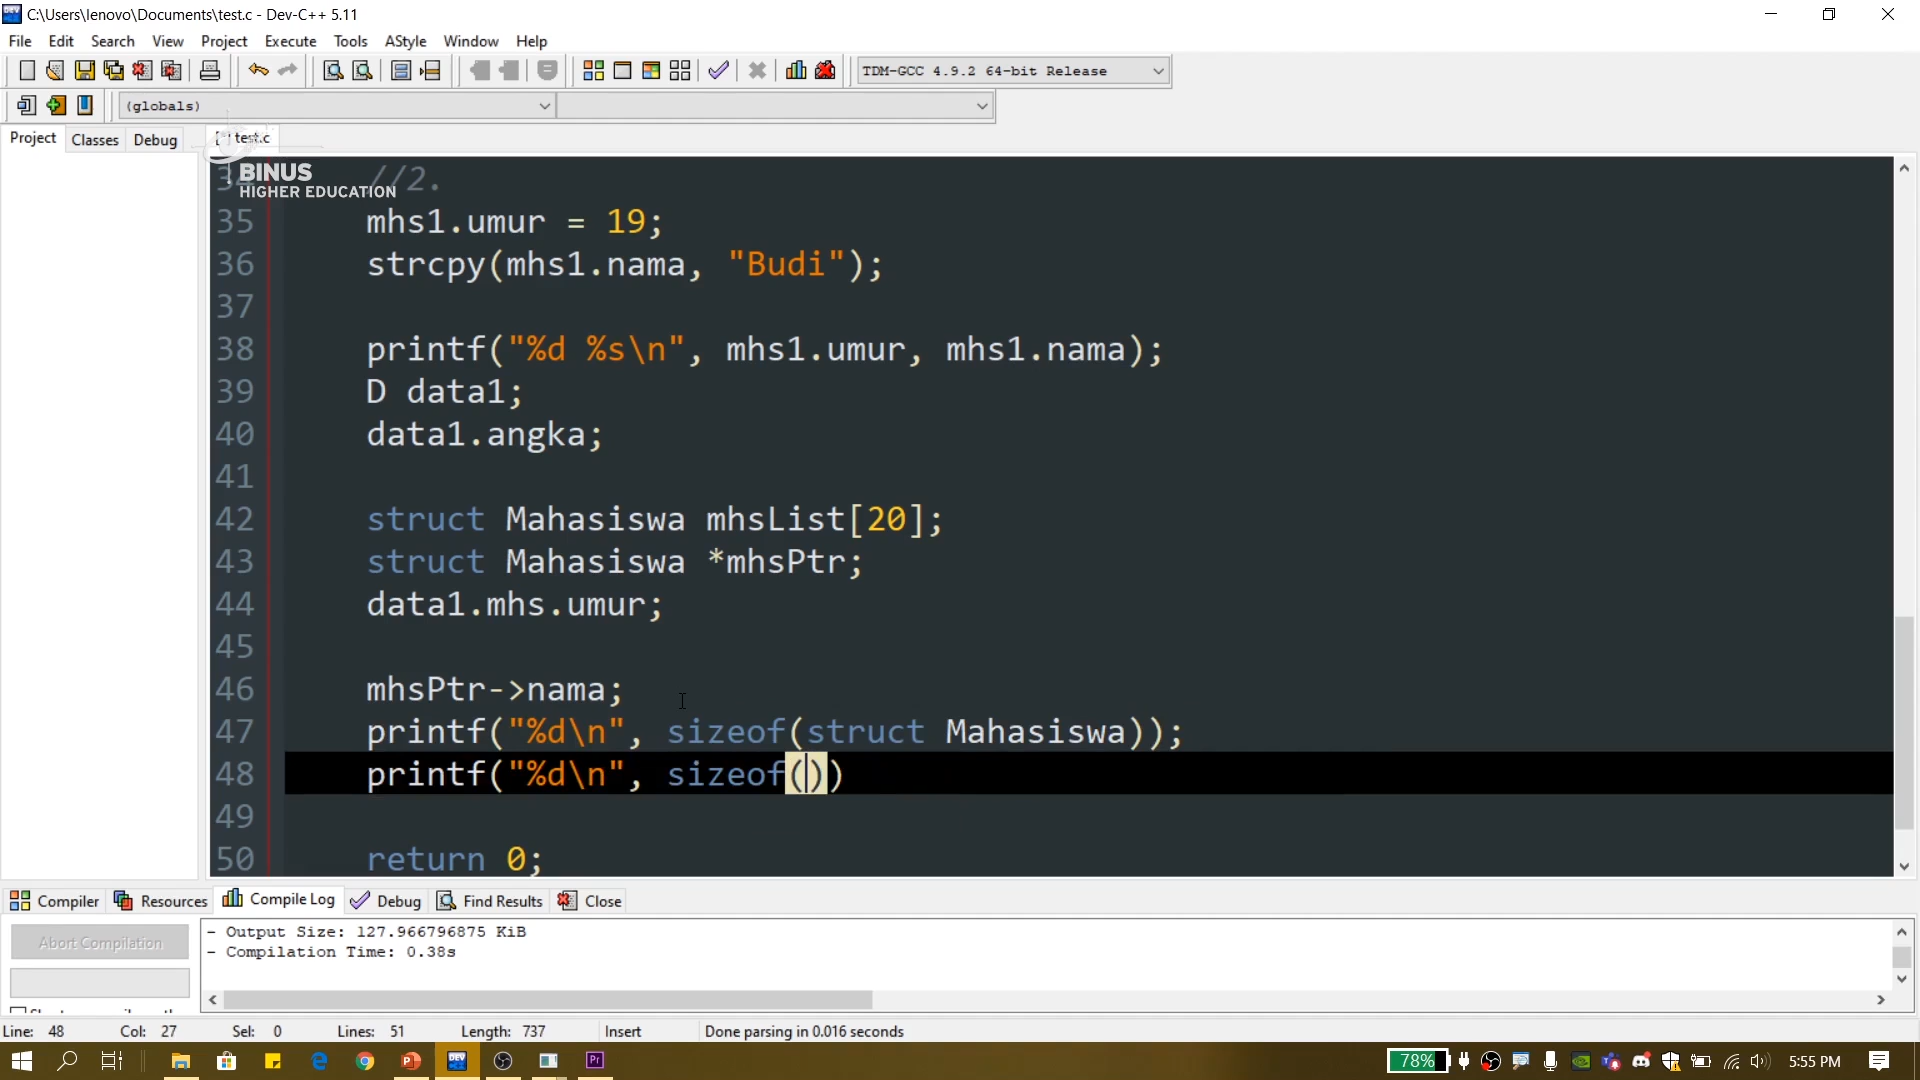 C:\Users\lenovo\Documents\test.c - Dev-C++ 5.11
File Edit Search View Project Execute Tools AStyle Window Help
TDM-GCC 4.9.2 64-bit Release
(globals)
Project Classes Debug [*] test.c
BINUS
HIGHER EDUCATION
34 //2.
35 mhs1.umur = 19;
36 strcpy(mhs1.nama, "Budi");
37
38 printf("%d %s\n", mhs1.umur, mhs1.nama);
39 D data1;
40 data1.angka;
41
42 struct Mahasiswa mhsList[20];
43 struct Mahasiswa *mhsPtr;
44 data1.mhs.umur;
45
46 mhsPtr->nama;
47 printf("%d\n", sizeof(struct Mahasiswa));
48 printf("%d\n", sizeof())
49
50 return 0;
Compiler Resources Compile Log Debug Find Results Close
Abort Compilation
- Output Size: 127.966796875 KiB
- Compilation Time: 0.38s
Line: 48 Col: 27 Sel: 0 Lines: 51 Length: 737 Insert Done parsing in 0.016 seconds
DEV
P
Pr
78%
5:55 PM